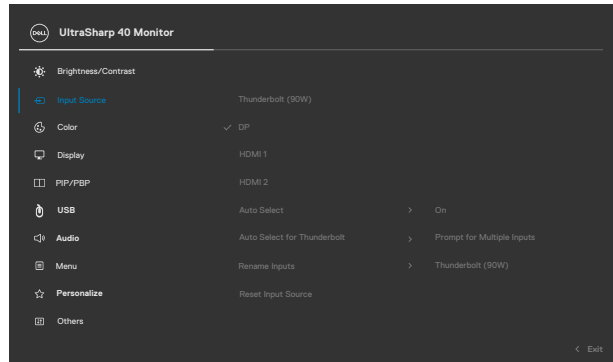 DELL UltraSharp 40 Monitor
Brightness/Contrast
Input Source Thunderbolt (90W)
Color ✓ DP
Display HDMI 1
PIP/PBP HDMI 2
USB Auto Select > On
Audio Auto Select for Thunderbolt > Prompt for Multiple Inputs
Menu Rename Inputs > Thunderbolt (90W)
Personalize Reset Input Source
Others
< Exit